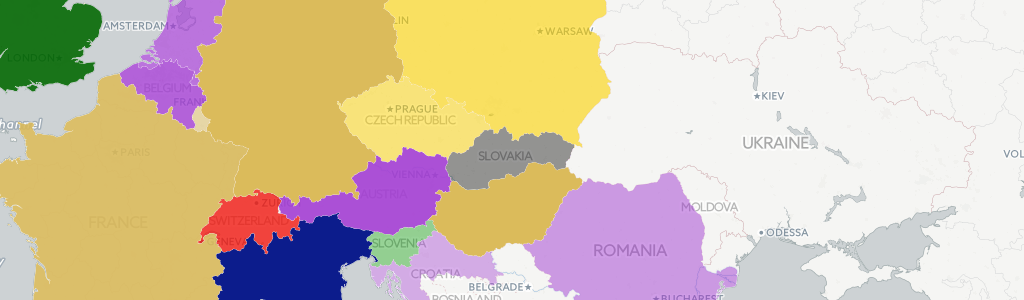 LIN
AMSTERDAM
WARSAW
LONDON
BELGIUM
FRAN
KIEV
PRAGUE
CZECH REPUBLIC
hannel
UKRAINE
PARIS
SLOVAKIA
VOL
VIENNA
AUSTRIA
ZU
SWITZERLAND
FRANCE
MOLDOVA
GENEVA
SLOVENIA
ODESSA
ROMANIA
CROATIA
BELGRADE
BOSNIA AND
BUCHAREST